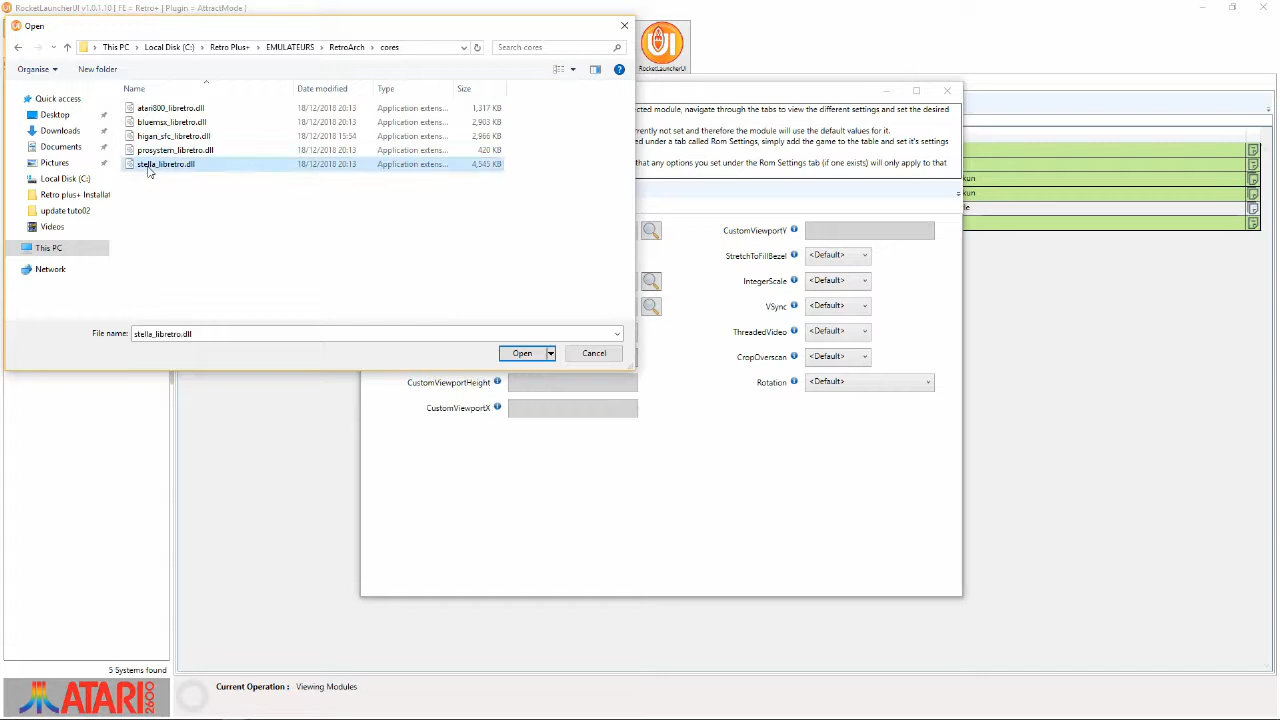 RocketLauncherUI v1.0.1.10 | FE = Retro+ | Plugin = AttractMode |
Open
This PC > Local Disk (C:) > Retro Plus+ > EMULATEURS > RetroArch > cores
Search cores
Organise New folder
Name Date modified Type Size
Quick access
Desktop
Downloads
Documents
Pictures
Local Disk (C:)
Retro plus+ Installat
update tuto02
Videos
This PC
Network
atari800_libretro.dll 18/12/2018 20:13 Application extens... 1,317 KB
bluemsx_libretro.dll 18/12/2018 20:13 Application extens... 2,903 KB
higan_sfc_libretro.dll 18/12/2018 15:54 Application extens... 2,966 KB
prosystem_libretro.dll 18/12/2018 20:13 Application extens... 420 KB
stella_libretro.dll 18/12/2018 20:13 Application extens... 4,545 KB
File name: stella_libretro.dll
Open Cancel
UI
RocketLauncherUI
ected module, navigate through the tabs to view the different settings and set the desired
rrently not set and therefore the module will use the default values for it.
ed under a tab called Rom Settings, simply add the game to the table and set it's settings
that any options you set under the Rom Settings tab (if one exists) will only apply to that
kun
kun
le
CustomViewportY
StretchToFillBezel <Default>
IntegerScale <Default>
VSync <Default>
ThreadedVideo <Default>
CropOverscan <Default>
CustomViewportHeight Rotation <Default>
CustomViewportX
5 Systems found
ATARI 2600
Current Operation : Viewing Modules